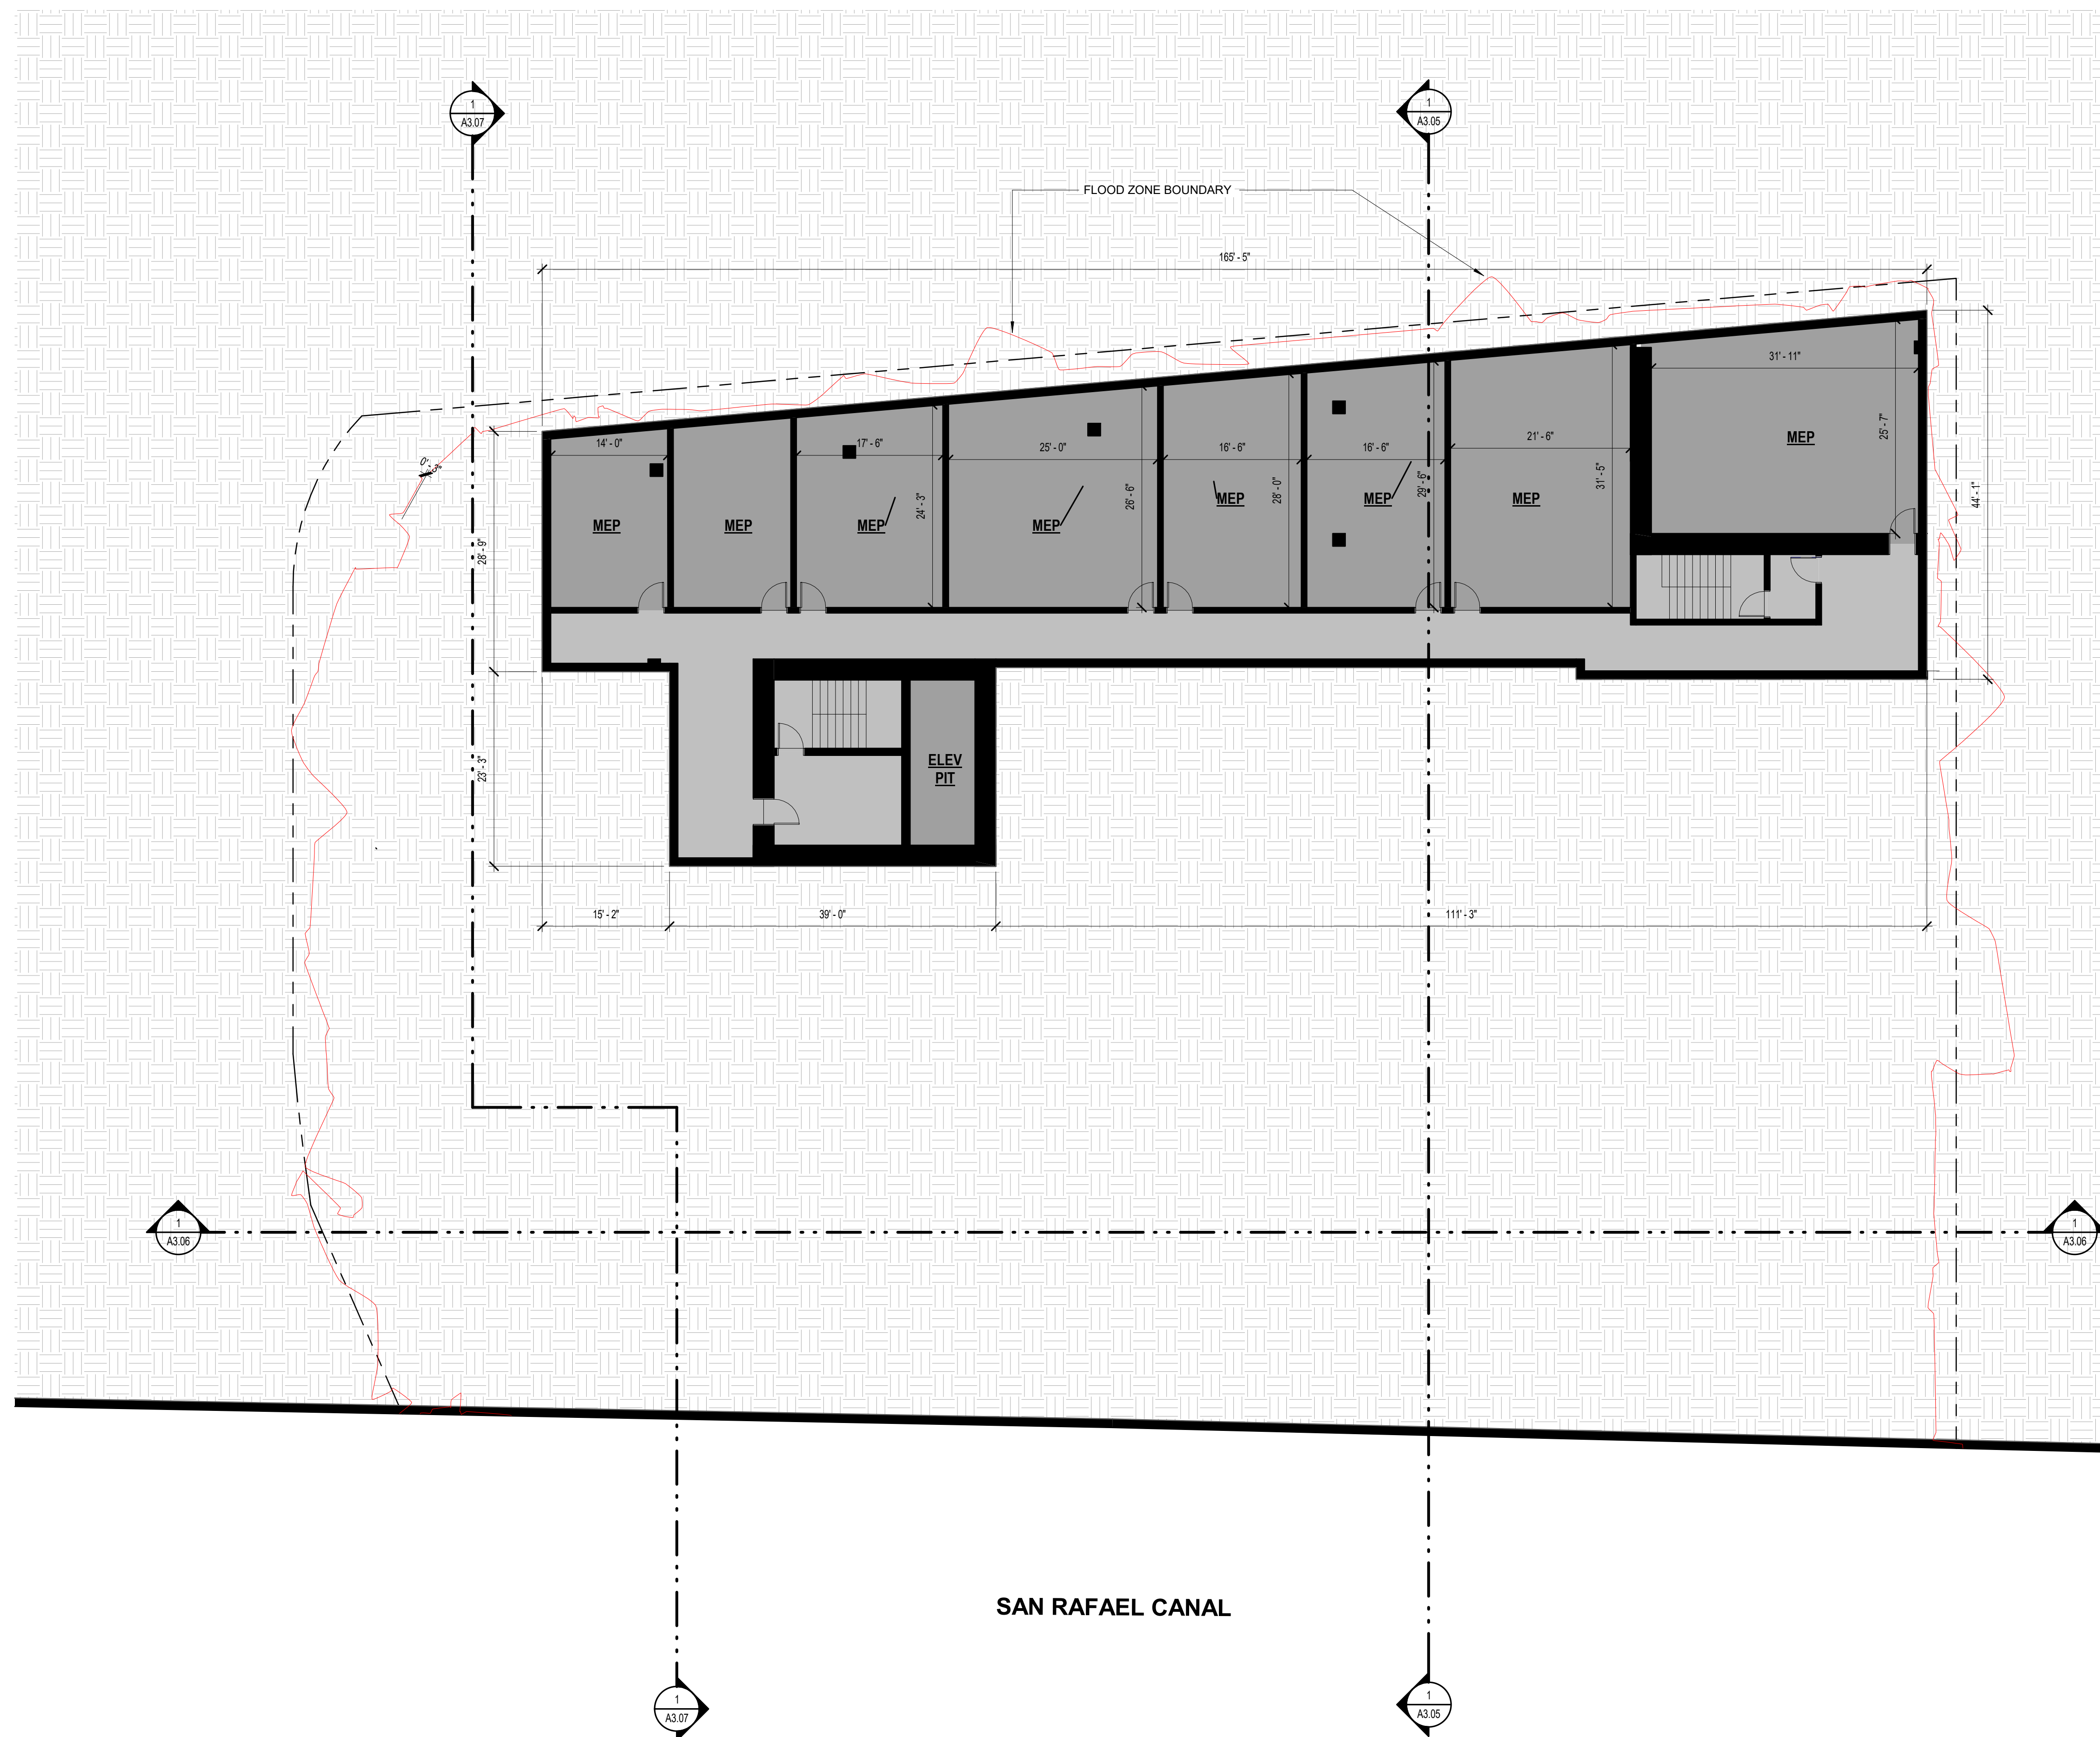 1
A3.07
1
A3.05
FLOOD ZONE BOUNDARY
165' - 5"
31' - 11"
14' - 0"
17' - 6"
25' - 0"
16' - 6"
16' - 6"
21' - 6"
25' - 7"
MEP
0' - 3"
28' - 9"
24' - 3"
26' - 6"
28' - 0"
29' - 6"
31' - 5"
44' - 1"
MEP
MEP
MEP
MEP
MEP
MEP
MEP
23' - 3"
ELEV
PIT
15' - 2"
39' - 0"
111' - 3"
1
A3.06
1
A3.06
SAN RAFAEL CANAL
1
A3.07
1
A3.05